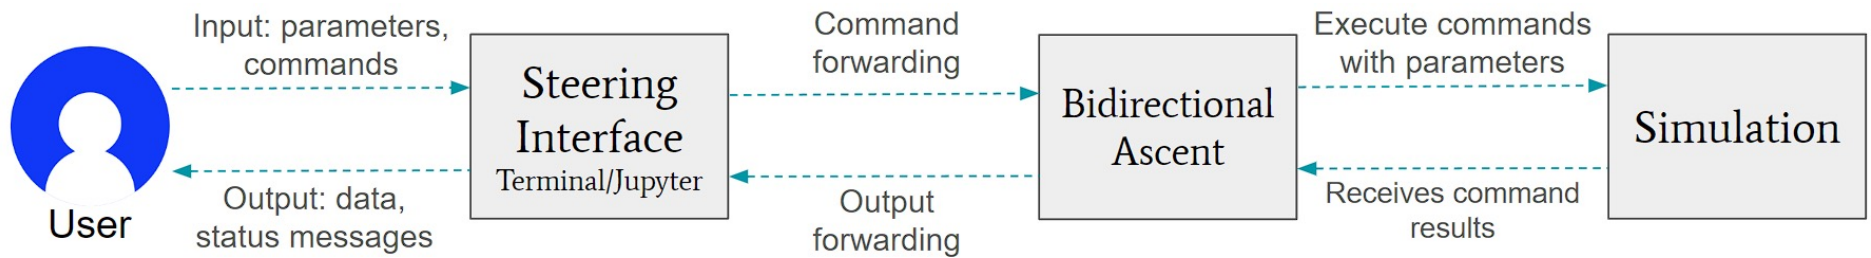 Input: parameters,
commands
User
Output: data,
status messages
Steering
Interface
Terminal/Jupyter
Command
forwarding
Output
forwarding
Bidirectional
Ascent
Execute commands
with parameters
Receives command
results
Simulation